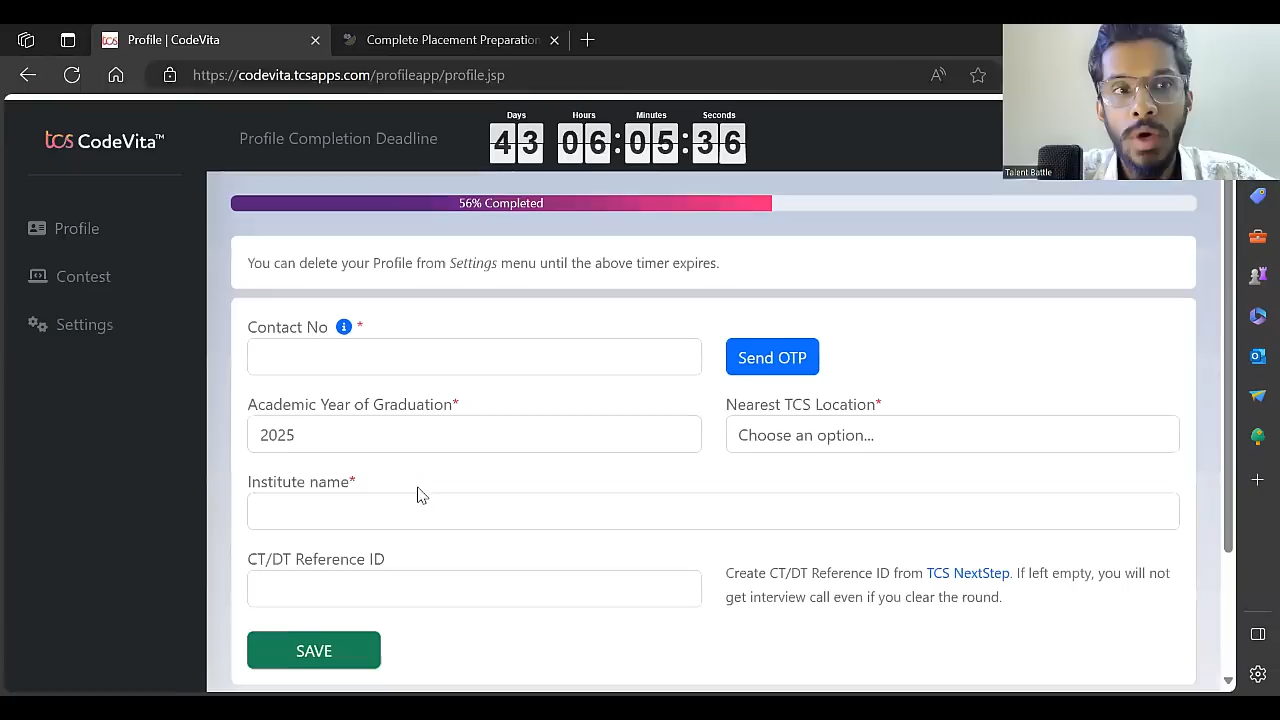 Profile | CodeVita
Complete Placement Preparation
https://codevita.tcsapps.com/profileapp/profile.jsp
tcs CodeVita™
Profile Completion Deadline
Days Hours Minutes Seconds
43 06:05:36
Talent Battle
Profile
Contest
Settings
56% Completed
You can delete your Profile from Settings menu until the above timer expires.
Contact No i *
Send OTP
Academic Year of Graduation*
2025
Nearest TCS Location*
Choose an option...
Institute name*
CT/DT Reference ID
Create CT/DT Reference ID from TCS NextStep. If left empty, you will not
get interview call even if you clear the round.
SAVE